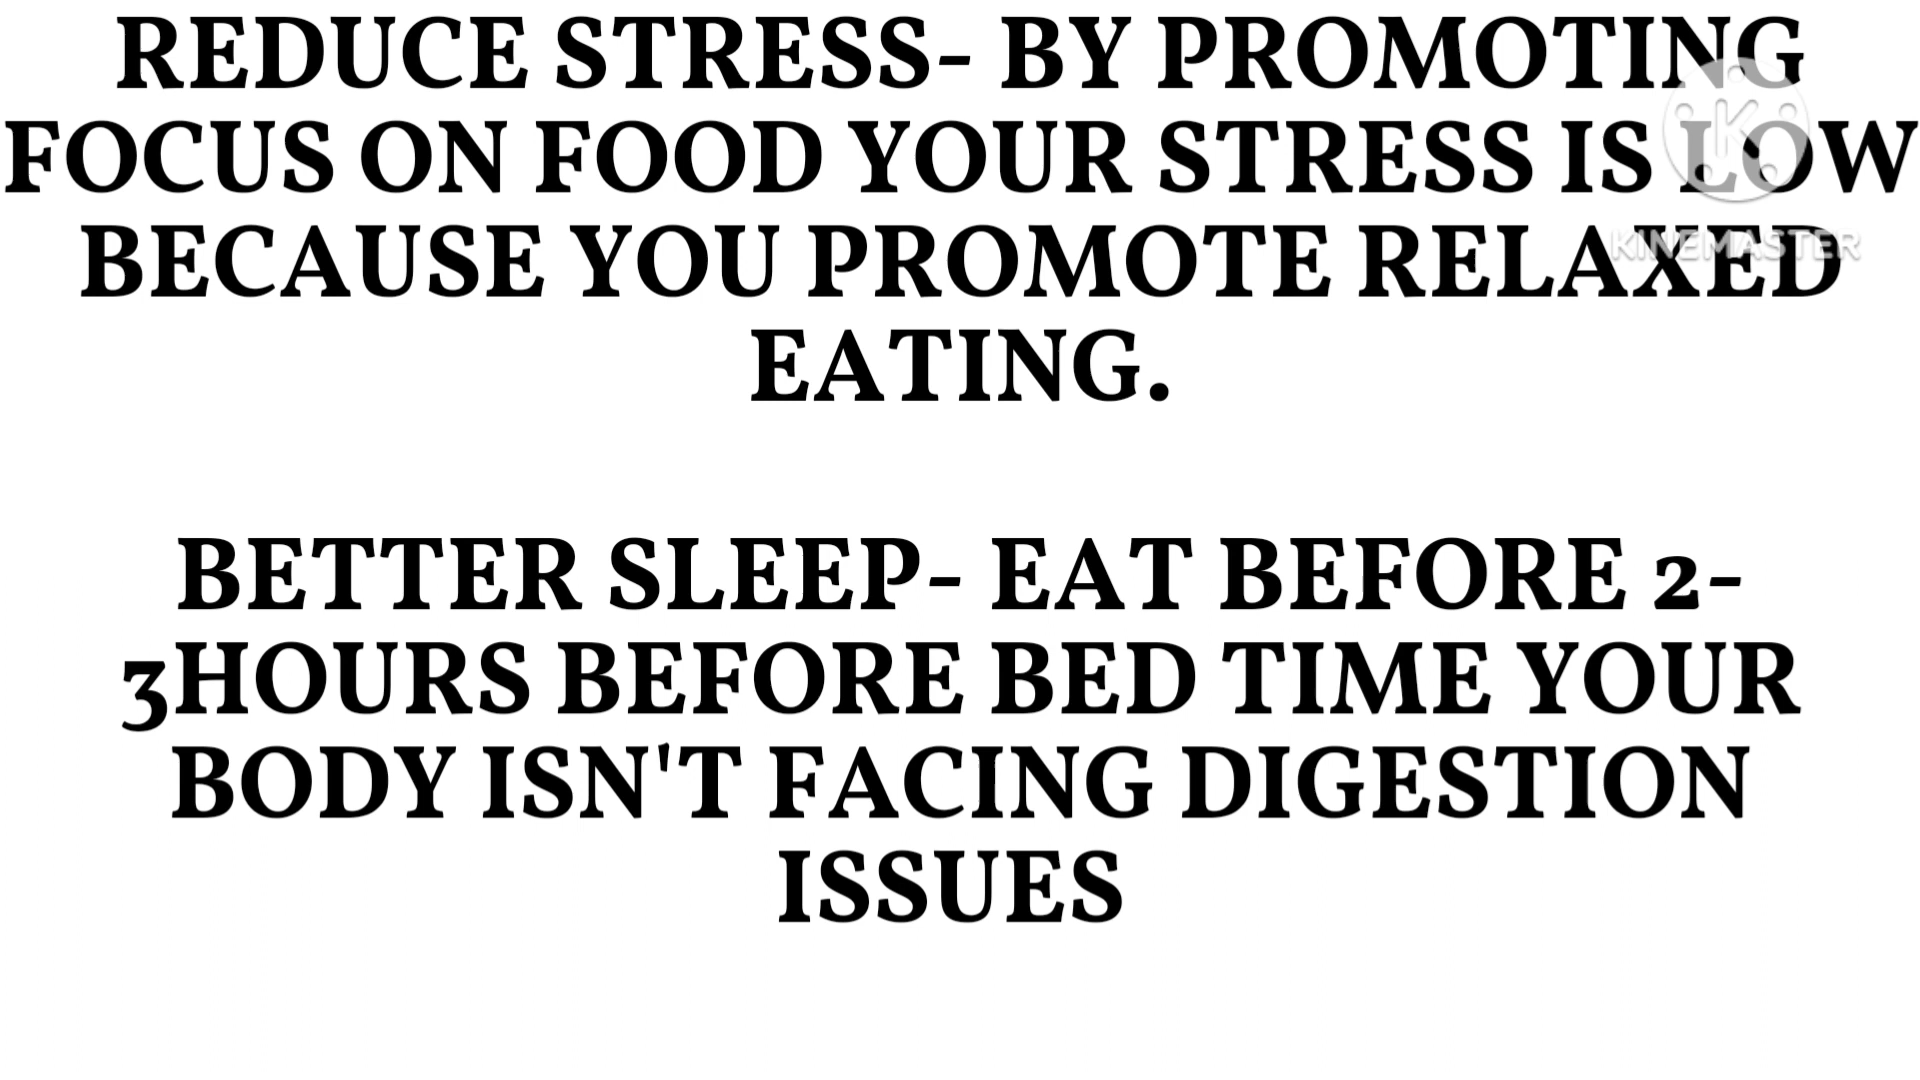 REDUCE STRESS- BY PROMOTING
FOCUS ON FOOD YOUR STRESS IS LOW
BECAUSE YOU PROMOTE RELAXED
EATING.
BETTER SLEEP- EAT BEFORE 2-
3HOURS BEFORE BED TIME YOUR
BODY ISN'T FACING DIGESTION
ISSUES
K
KINEMASTER